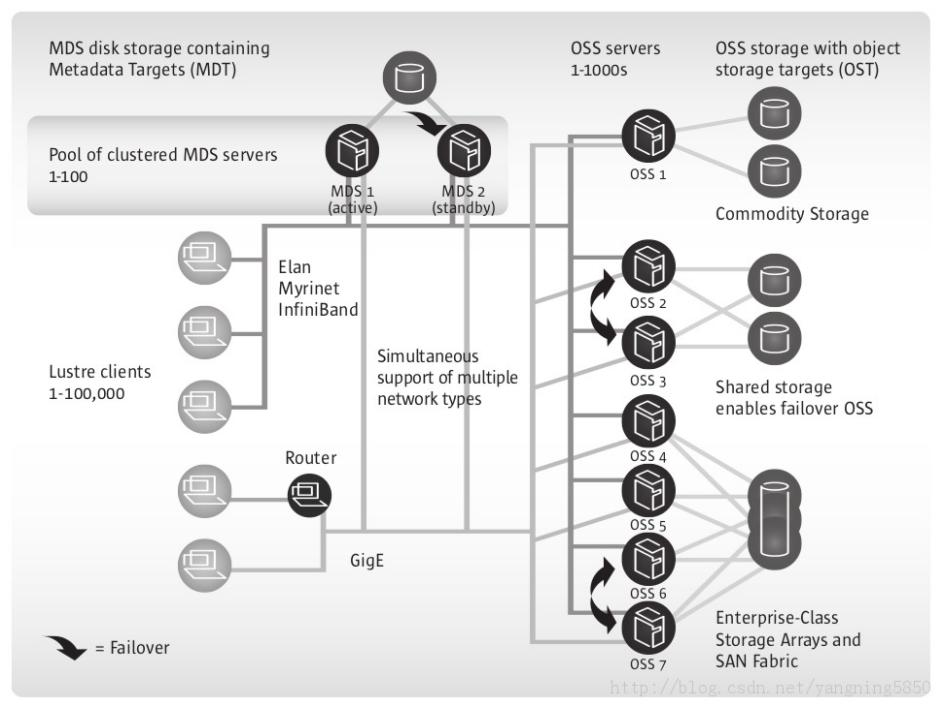 MDS disk storage containing
Metadata Targets (MDT)
OSS servers
1-1000s
OSS storage with object
storage targets (OST)
Pool of clustered MDS servers
1-100
MDS 1
(active)
MDS 2
(standby)
OSS 1
Commodity Storage
Elan
Myrinet
InfiniBand
OSS 2
Lustre clients
1-100,000
Simultaneous
support of multiple
network types
OSS 3
Shared storage
enables failover OSS
Router
OSS 4
OSS 5
GigE
OSS 6
Enterprise-Class
Storage Arrays and
SAN Fabric
= Failover
OSS 7
http://blog.csdn.net/yangning5850